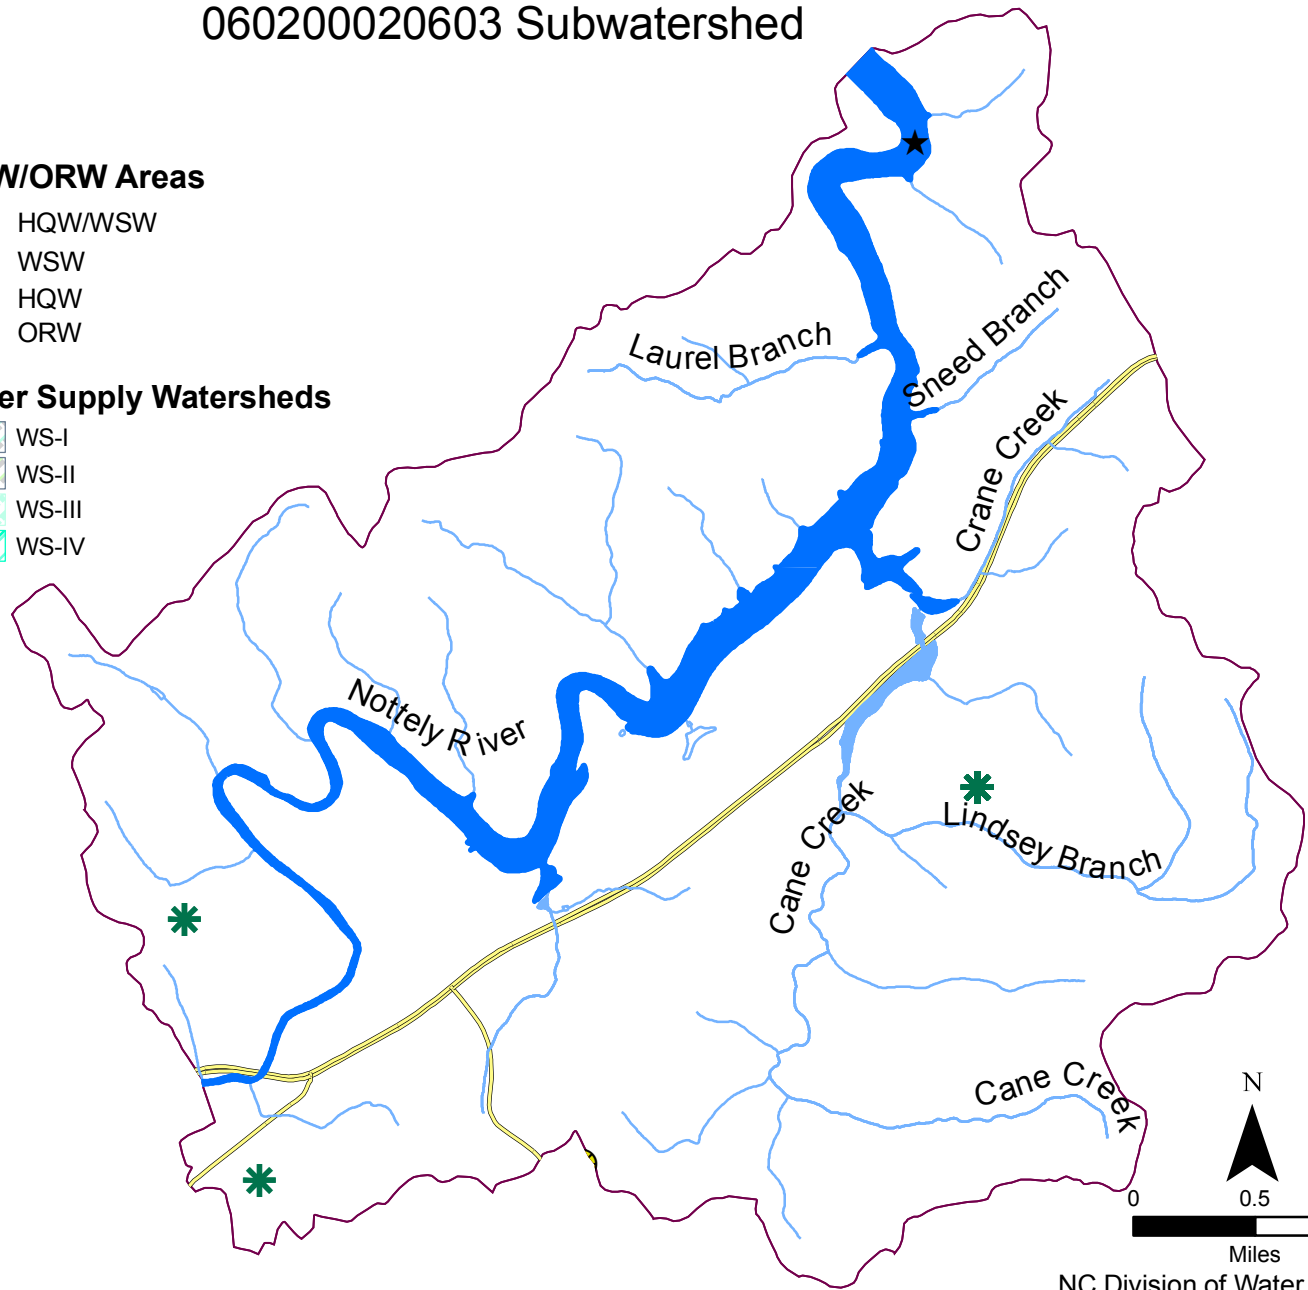 060200020603 Subwatershed
W/ORW Areas
HQW/WSW
WSW
HQW
ORW
er Supply Watersheds
WS-I
WS-II
WS-III
WS-IV
Laurel Branch
Sneed Branch
Crane Creek
Nottely River
Cane Creek
Lindsey Branch
Cane Creek
N
0 0.5
Miles
NC Division of Water